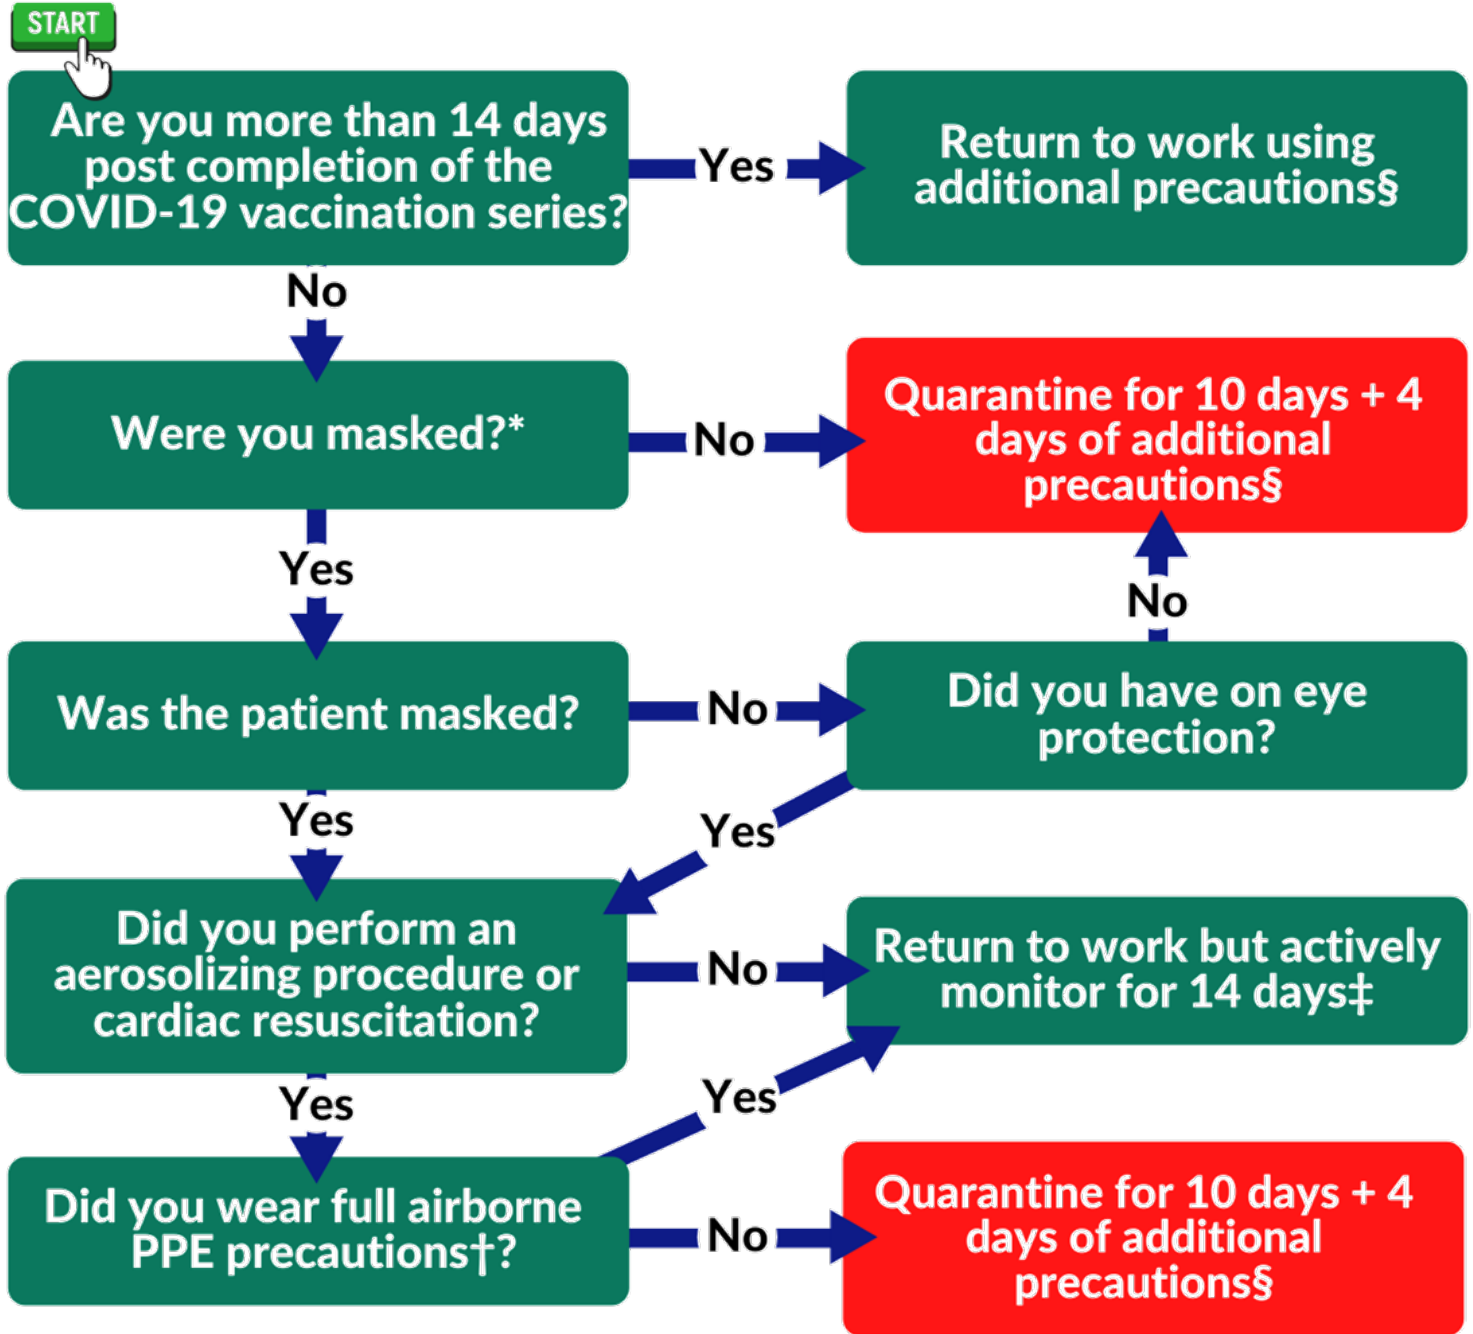 START
Are you more than 14 days
post completion of the
COVID-19 vaccination series?
Yes
Return to work using
additional precautions§
No
Were you masked?*
No
Quarantine for 10 days + 4
days of additional
precautions§
Yes
No
Was the patient masked?
No
Did you have on eye
protection?
Yes
Yes
Did you perform an
aerosolizing procedure or
cardiac resuscitation?
No
Return to work but actively
monitor for 14 days‡
Yes
Yes
Did you wear full airborne
PPE precautions†?
No
Quarantine for 10 days + 4
days of additional
precautions§